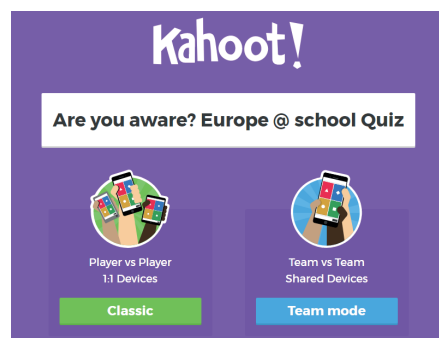 Kahoot!
Are you aware? Europe @ school Quiz
Player vs Player
1:1 Devices
Classic
Team vs Team
Shared Devices
Team mode